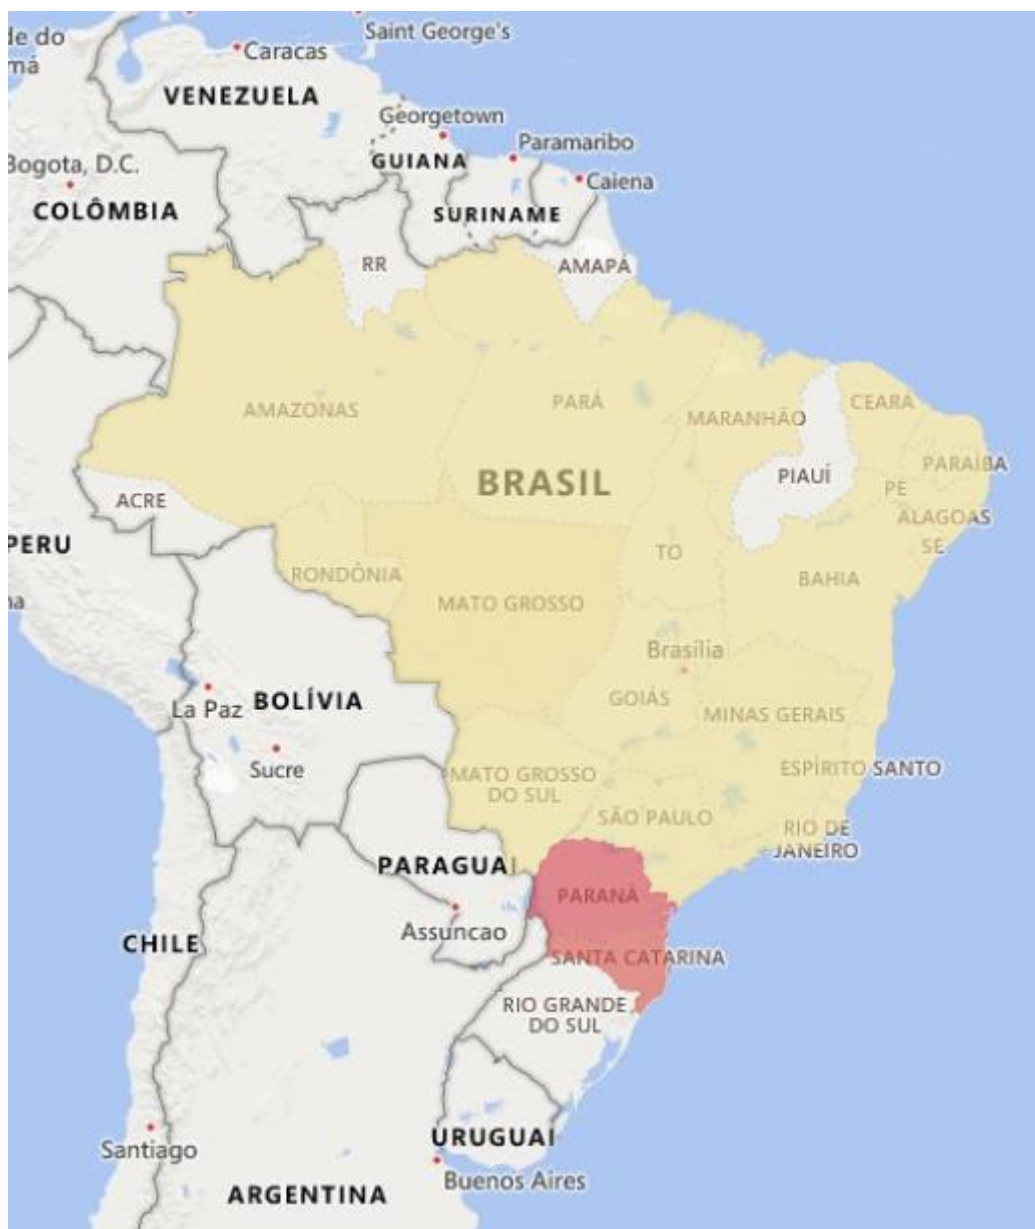 Saint George's
le do
má
Caracas
VENEZUELA
Georgetown
Paramaribo
GUIANA
Bogota, D.C.
Caiena
COLÔMBIA
SURINAME
RR
AMAPÁ
AMAZONAS
PARÁ
MARANHÃO
CEARÁ
PARAÍBA
BRASIL
PIAUÍ
PE
ACRE
ALAGOAS
PERU
TO
SE
RONDÔNIA
BAHIA
na
MATO GROSSO
Brasília
La Paz
BOLÍVIA
GOIÁS
MINAS GERAIS
Sucre
MATO GROSSO
DO SUL
ESPÍRITO SANTO
SÃO PAULO
RIO DE
JANEIRO
PARAGUAI
PARANÁ
Assuncao
CHILE
SANTA CATARINA
RIO GRANDE
DO SUL
URUGUAI
Santiago
Buenos Aires
ARGENTINA